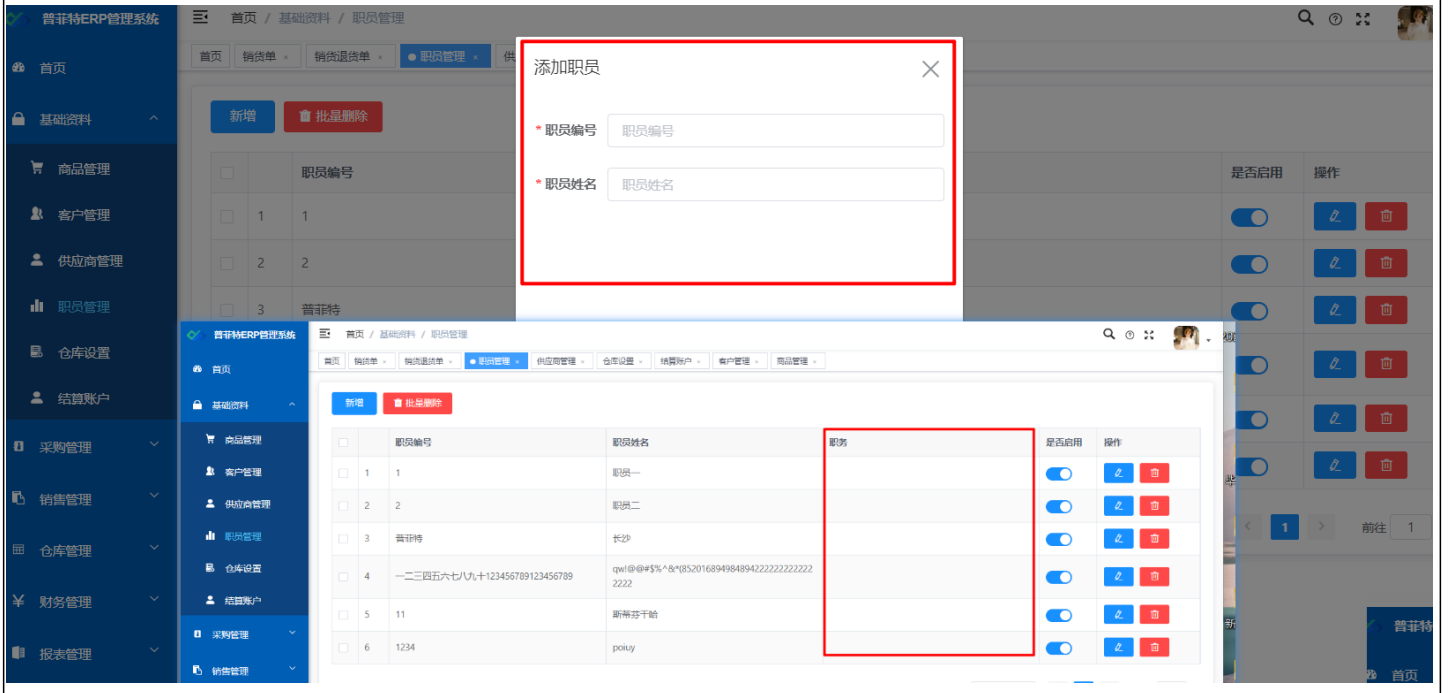 普菲特ERP管理系统
首页 / 基础资料 / 职员管理
首页 销货单 × 销货退货单 × 职员管理 × 供
首页
基础资料
商品管理
客户管理
供应商管理
职员管理
仓库设置
结算账户
采购管理
销售管理
仓库管理
财务管理
报表管理
新增 批量删除
职员编号 是否启用 操作
1 1
2 2
3 普菲特
添加职员
* 职员编号 职员编号
* 职员姓名 职员姓名
前往 1
1
普菲特ERP管理系统
首页 / 基础资料 / 职员管理
首页 销货单 × 销货退货单 × 职员管理 × 供应商管理 × 仓库设置 × 结算账户 × 客户管理 × 商品管理 ×
首页
基础资料
商品管理
客户管理
供应商管理
职员管理
仓库设置
结算账户
采购管理
销售管理
新增 批量删除
职员编号 职员姓名 职务 是否启用 操作
1 1 职员一
2 2 职员二
3 普菲特 长沙
4 一二三四五六七八九十123456789123456789
5 11 斯蒂芬干哈
6 1234 poiuy
普菲特
首页